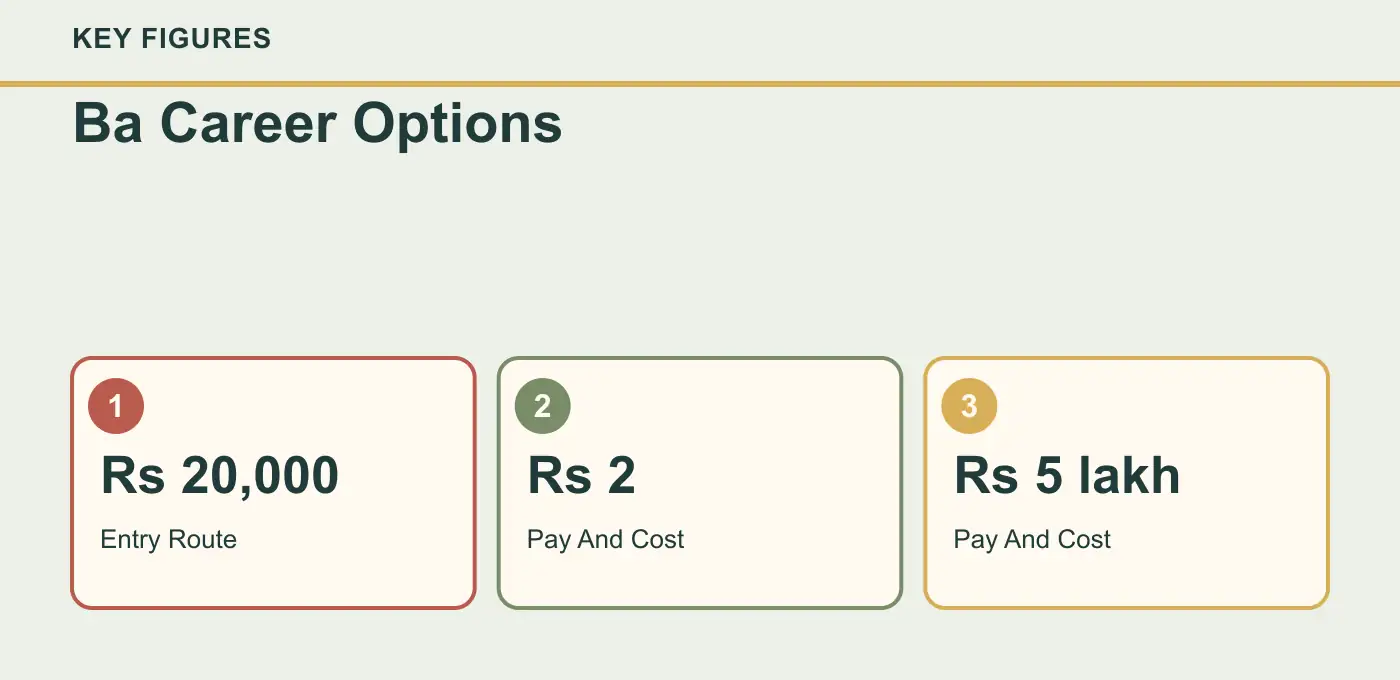 KEY FIGURES
Ba Career Options
1
Rs 20,000
Entry Route
2
Rs 2
Pay And Cost
3
Rs 5 lakh
Pay And Cost